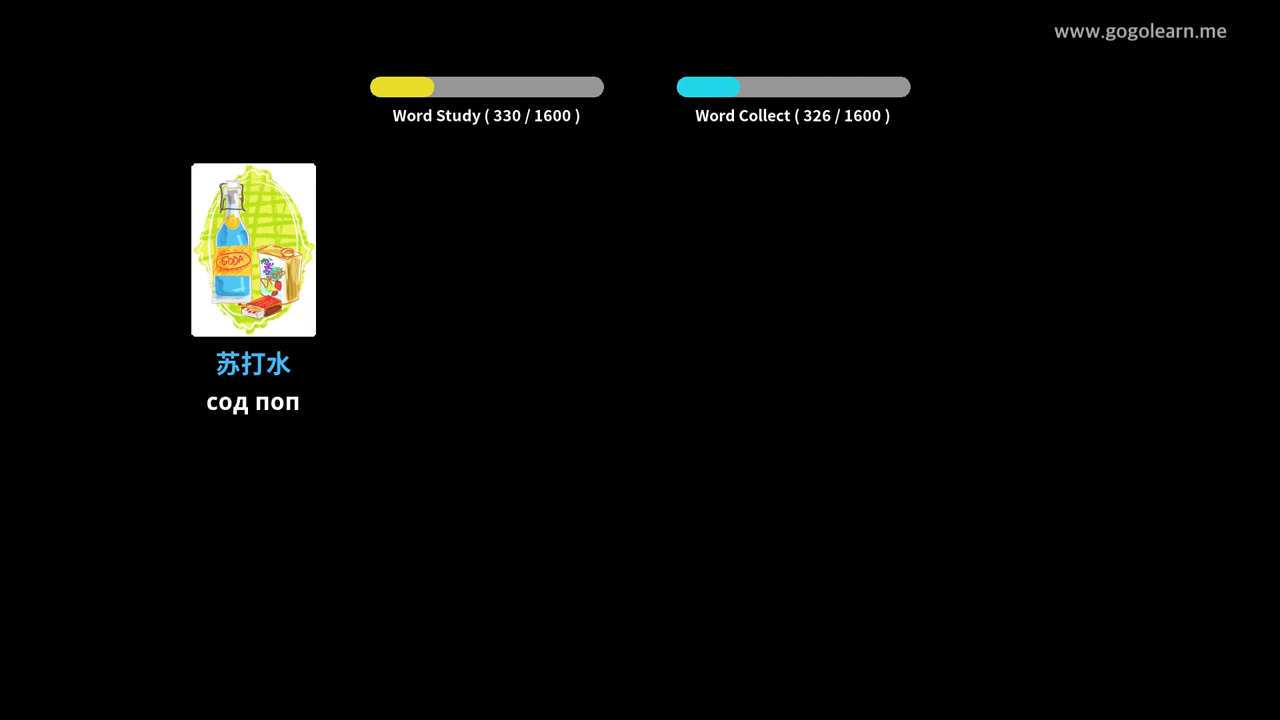 www.gogolearn.me
Word Study ( 330 / 1600 )
Word Collect ( 326 / 1600 )
SODA
苏打水
сод поп